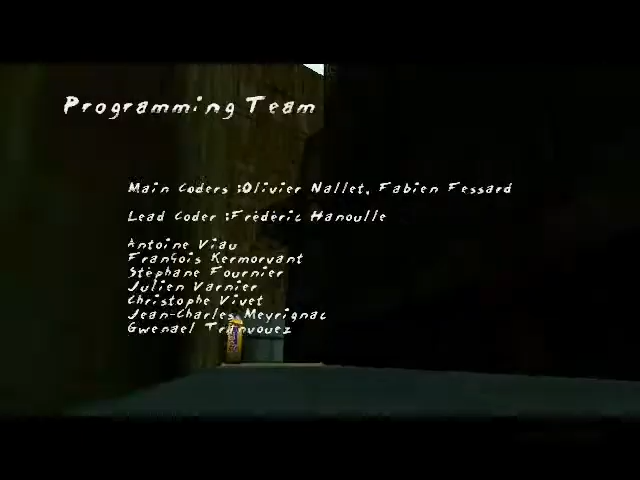 Programming Team
Main Coders :Olivier Nallet, Fabien Fessard
Lead Coder :Frédéric Hanoulle
Antoine Viau
François Kermorvant
Stéphane Fournier
Julien Varnier
Christophe Vivet
Jean-Charles Meyrignac
Gwenael